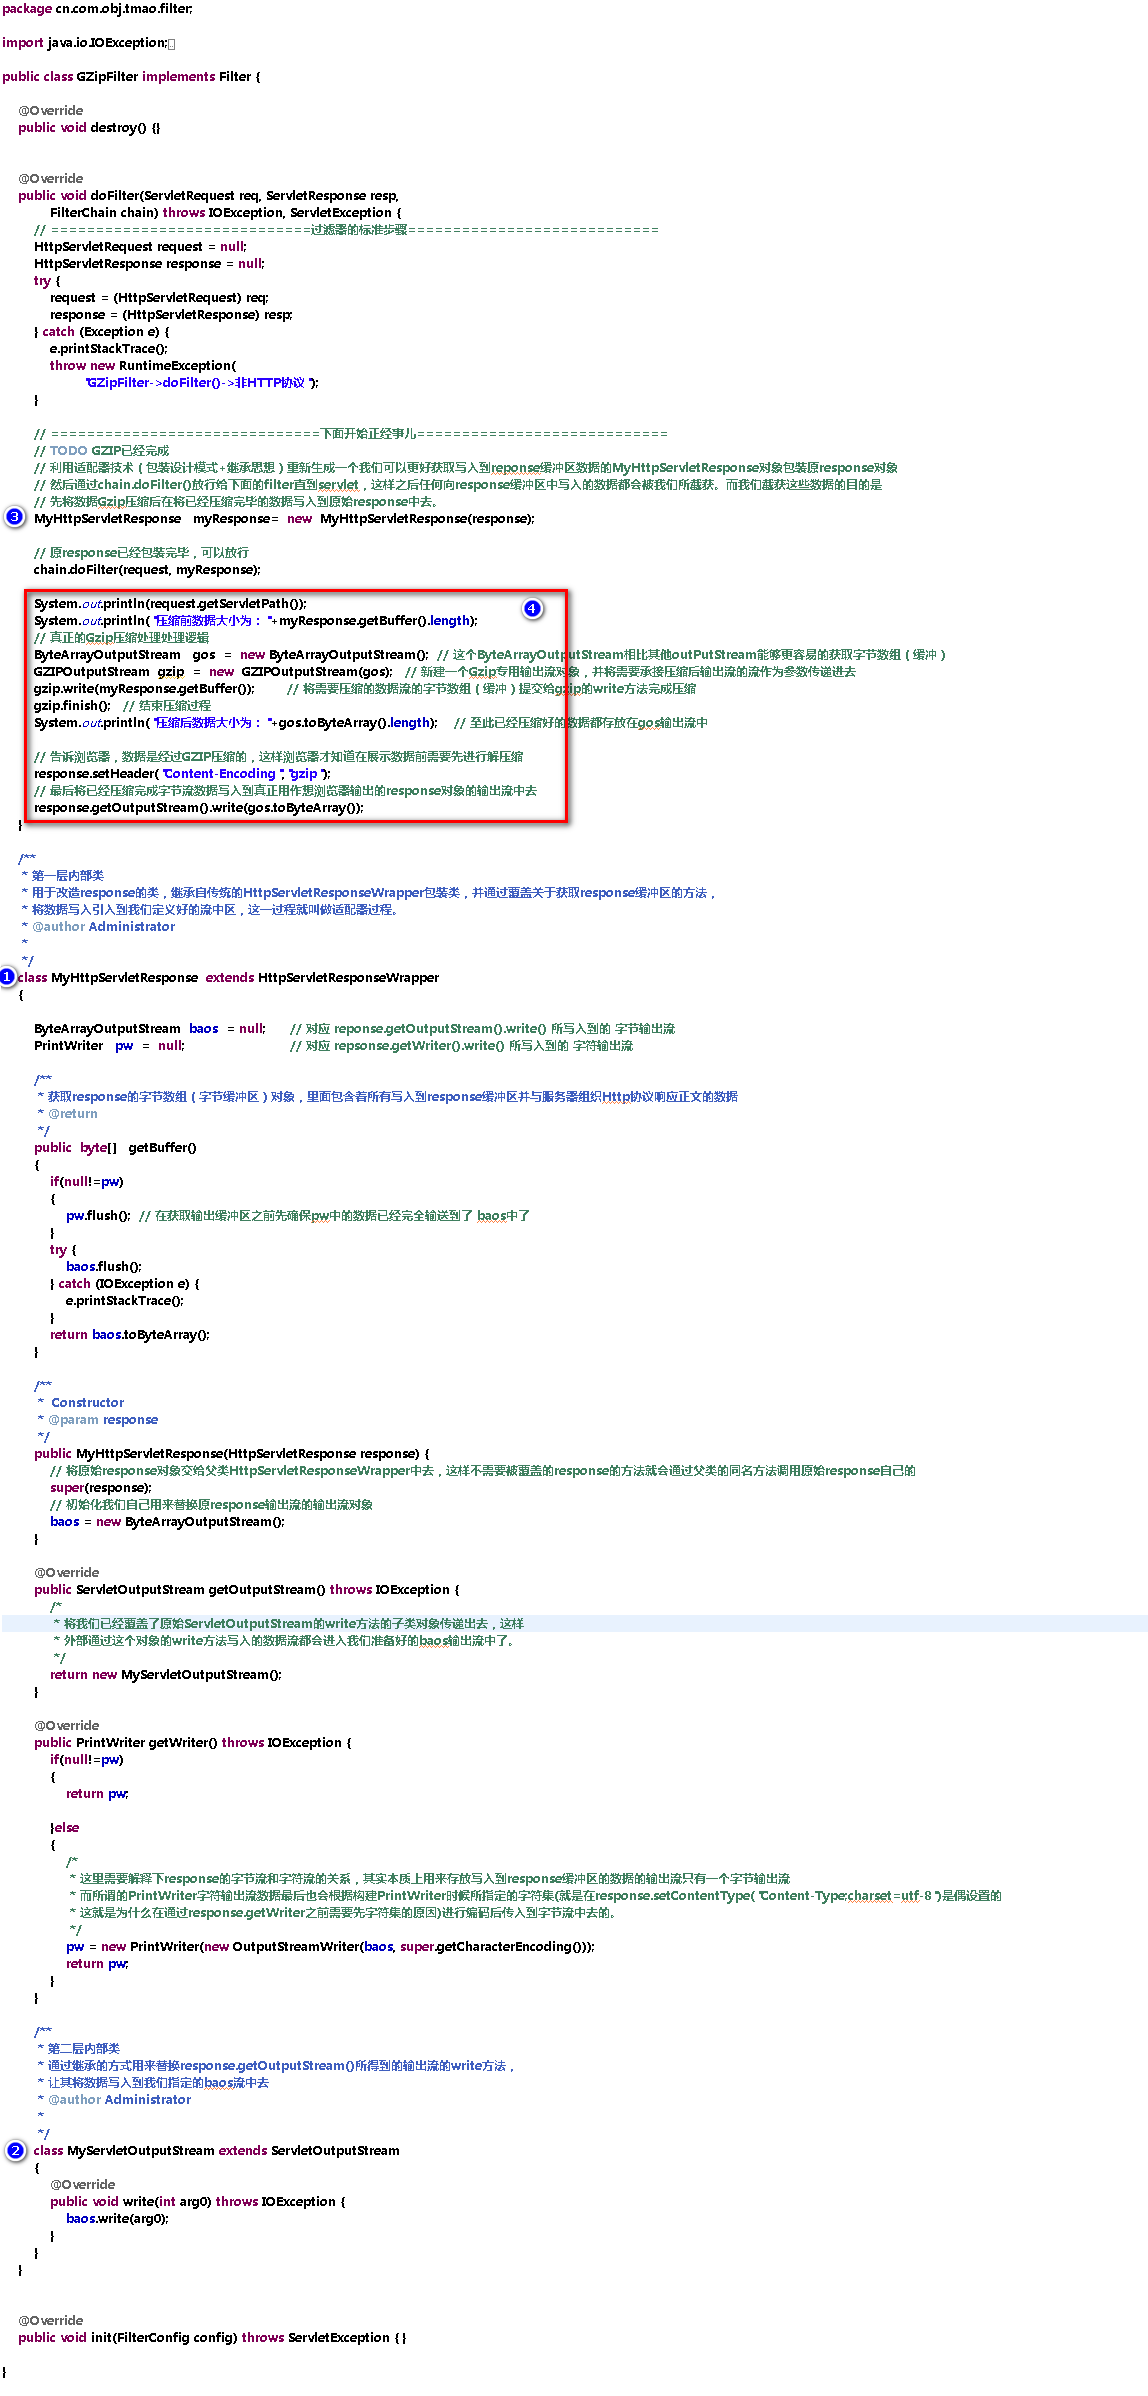 package cn.com.obj.tmao.filter;
import java.io.IOException;
public class GZipFilter implements Filter {
@Override
public void destroy() {}
@Override
public void doFilter(ServletRequest req, ServletResponse resp,
FilterChain chain) throws IOException, ServletException {
// =============================过滤器的标准步骤============================
HttpServletRequest request = null;
HttpServletResponse response = null;
try {
request = (HttpServletRequest) req;
response = (HttpServletResponse) resp;
} catch (Exception e) {
e.printStackTrace();
throw new RuntimeException(
"GZipFilter->doFilter()->非HTTP协议 ");
}
// ==============================下面开始正经事儿============================
// TODO GZIP已经完成
// 利用适配器技术（包装设计模式+继承思想）重新生成一个我们可以更好获取写入到reponse缓冲区数据的MyHttpServletResponse对象包装原response对象
// 然后通过chain.doFilter()放行给下面的filter直到servlet，这样之后任何向response缓冲区中写入的数据都会被我们所截获。而我们截获这些数据的目的是
// 先将数据Gzip压缩后在将已经压缩完毕的数据写入到原始response中去。
3 MyHttpServletResponse myResponse= new MyHttpServletResponse(response);
// 原response已经包装完毕，可以放行
chain.doFilter(request, myResponse);
System.out.println(request.getServletPath()); 4
System.out.println( "压缩前数据大小为： "+myResponse.getBuffer().length);
// 真正的Gzip压缩处理处理逻辑
ByteArrayOutputStream gos = new ByteArrayOutputStream(); // 这个ByteArrayOutputStream相比其他outPutStream能够更容易的获取字节数组（缓冲）
GZIPOutputStream gzip = new GZIPOutputStream(gos); // 新建一个Gzip专用输出流对象，并将需要承接压缩后输出流的流作为参数传递进去
gzip.write(myResponse.getBuffer()); // 将需要压缩的数据流的字节数组（缓冲）提交给gzip的write方法完成压缩
gzip.finish(); // 结束压缩过程
System.out.println( "压缩后数据大小为： "+gos.toByteArray().length); // 至此已经压缩好的数据都存放在gos输出流中
// 告诉浏览器，数据是经过GZIP压缩的，这样浏览器才知道在展示数据前需要先进行解压缩
response.setHeader( "Content-Encoding ", "gzip ");
// 最后将已经压缩完成字节流数据写入到真正用作想浏览器输出的response对象的输出流中去
response.getOutputStream().write(gos.toByteArray());
}
/**
* 第一层内部类
* 用于改造response的类，继承自传统的HttpServletResponseWrapper包装类，并通过覆盖关于获取response缓冲区的方法，
* 将数据写入引入到我们定义好的流中区，这一过程就叫做适配器过程。
* @author Administrator
*
*/
1 class MyHttpServletResponse extends HttpServletResponseWrapper
{
ByteArrayOutputStream baos = null; // 对应 reponse.getOutputStream().write() 所写入到的 字节输出流
PrintWriter pw = null; // 对应 repsonse.getWriter().write() 所写入到的 字符输出流
/**
* 获取response的字节数组（字节缓冲区）对象，里面包含着所有写入到response缓冲区并与服务器组织Http协议响应正文的数据
* @return
*/
public byte[] getBuffer()
{
if(null!=pw)
{
pw.flush(); // 在获取输出缓冲区之前先确保pw中的数据已经完全输送到了 baos中了
}
try {
baos.flush();
} catch (IOException e) {
e.printStackTrace();
}
return baos.toByteArray();
}
/**
* Constructor
* @param response
*/
public MyHttpServletResponse(HttpServletResponse response) {
// 将原始response对象交给父类HttpServletResponseWrapper中去，这样不需要被覆盖的response的方法就会通过父类的同名方法调用原始response自己的
super(response);
// 初始化我们自己用来替换原response输出流的输出流对象
baos = new ByteArrayOutputStream();
}
@Override
public ServletOutputStream getOutputStream() throws IOException {
/*
* 将我们已经覆盖了原始ServletOutputStream的write方法的子类对象传递出去，这样
* 外部通过这个对象的write方法写入的数据流都会进入我们准备好的baos输出流中了。
*/
return new MyServletOutputStream();
}
@Override
public PrintWriter getWriter() throws IOException {
if(null!=pw)
{
return pw;
}else
{
/*
* 这里需要解释下response的字节流和字符流的关系，其实本质上用来存放写入到response缓冲区的数据的输出流只有一个字节输出流
* 而所谓的PrintWriter字符输出流数据最后也会根据构建PrintWriter时候所指定的字符集(就是在response.setContentType( "Content-Type;charset=utf-8 ")是偶设置的
* 这就是为什么在通过response.getWriter之前需要先字符集的原因)进行编码后传入到字节流中去的。
*/
pw = new PrintWriter(new OutputStreamWriter(baos, super.getCharacterEncoding()));
return pw;
}
}
/**
* 第二层内部类
* 通过继承的方式用来替换response.getOutputStream()所得到的输出流的write方法，
* 让其将数据写入到我们指定的baos流中去
* @author Administrator
*
*/
2 class MyServletOutputStream extends ServletOutputStream
{
@Override
public void write(int arg0) throws IOException {
baos.write(arg0);
}
}
}
@Override
public void init(FilterConfig config) throws ServletException { }
}